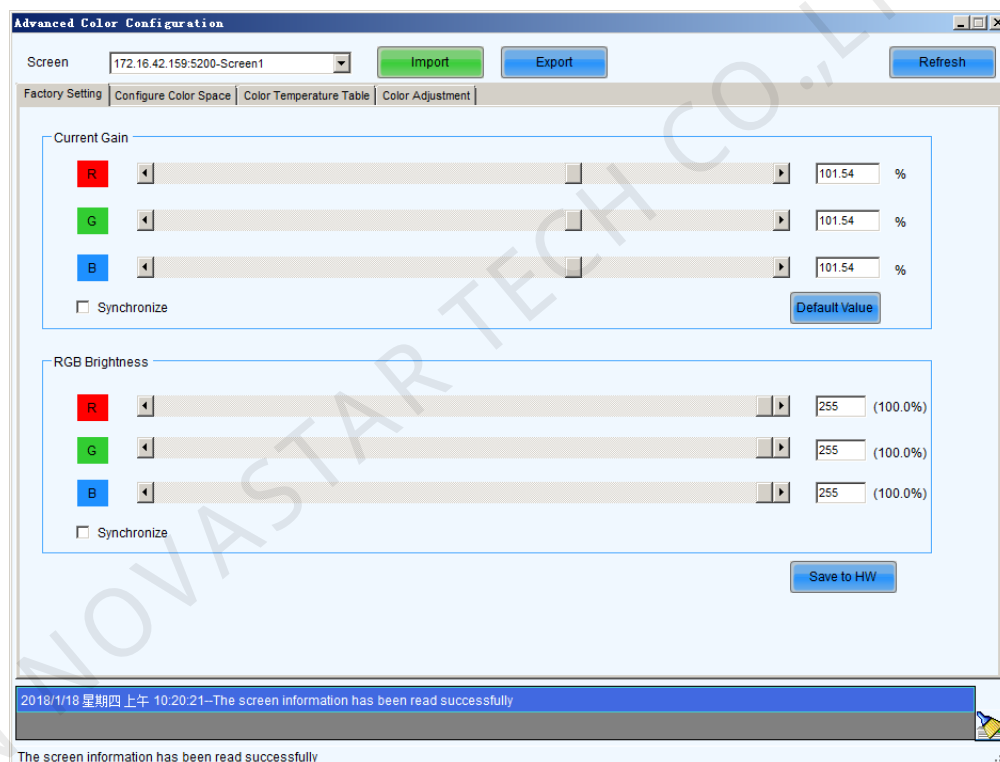 Advanced Color Configuration
Screen 172.16.42.159:5200-Screen1 Import Export Refresh
Factory Setting Configure Color Space Color Temperature Table Color Adjustment
Current Gain
R 101.54 %
G 101.54 %
B 101.54 %
Synchronize Default Value
RGB Brightness
R 255 (100.0%)
G 255 (100.0%)
B 255 (100.0%)
Synchronize
Save to HW
2018/1/18 星期四 上午 10:20:21--The screen information has been read successfully
The screen information has been read successfully
NOVASTAR TECH CO.,LT